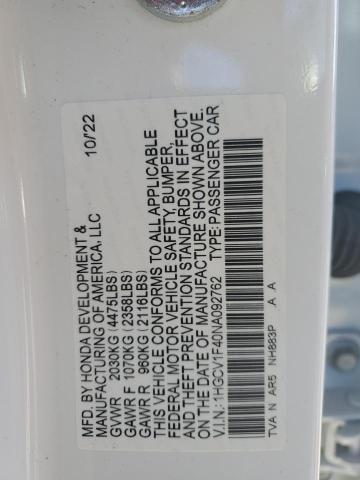 MFD. BY HONDA DEVELOPMENT &
MANUFACTURING OF AMERICA, LLC 10/22
GVWR 2030KG (4475LBS)
GAWR F 1070KG (2358LBS)
GAWR R 960KG (2116LBS)
THIS VEHICLE CONFORMS TO ALL APPLICABLE
FEDERAL MOTOR VEHICLE SAFETY, BUMPER,
AND THEFT PREVENTION STANDARDS IN EFFECT
ON THE DATE OF MANUFACTURE SHOWN ABOVE.
V.I.N.: 1HGCV1F40NA092762 TYPE: PASSENGER CAR
TVA N AR5 NH883P A A